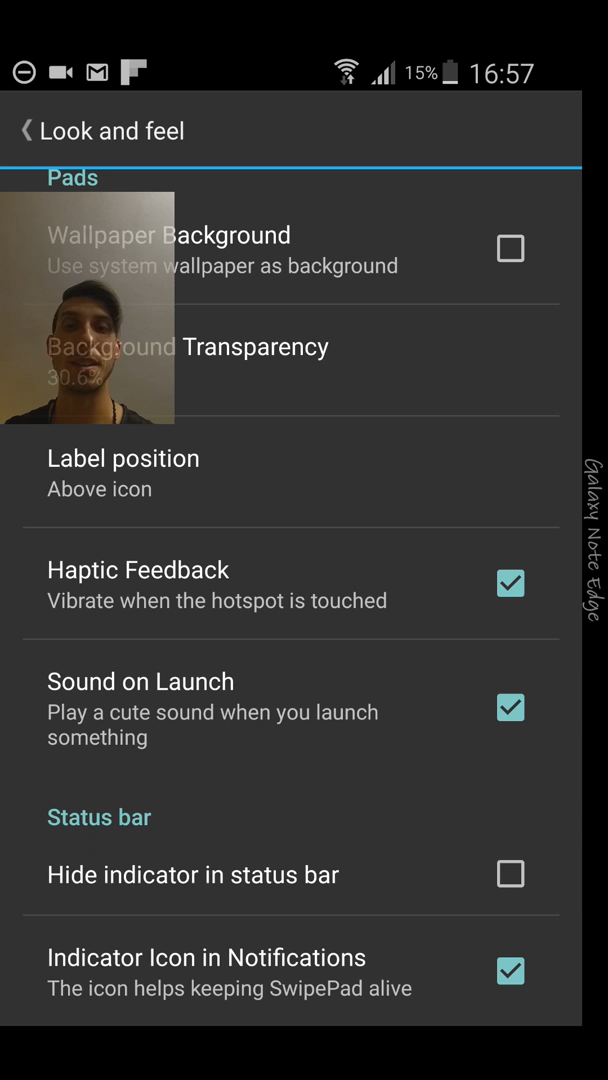 15% 16:57
Look and feel
Pads
Wallpaper Background
Use system wallpaper as background
Background Transparency
30.6%
Label position
Above icon
Haptic Feedback
Vibrate when the hotspot is touched
Sound on Launch
Play a cute sound when you launch
something
Status bar
Hide indicator in status bar
Indicator Icon in Notifications
The icon helps keeping SwipePad alive
Galaxy Note Edge